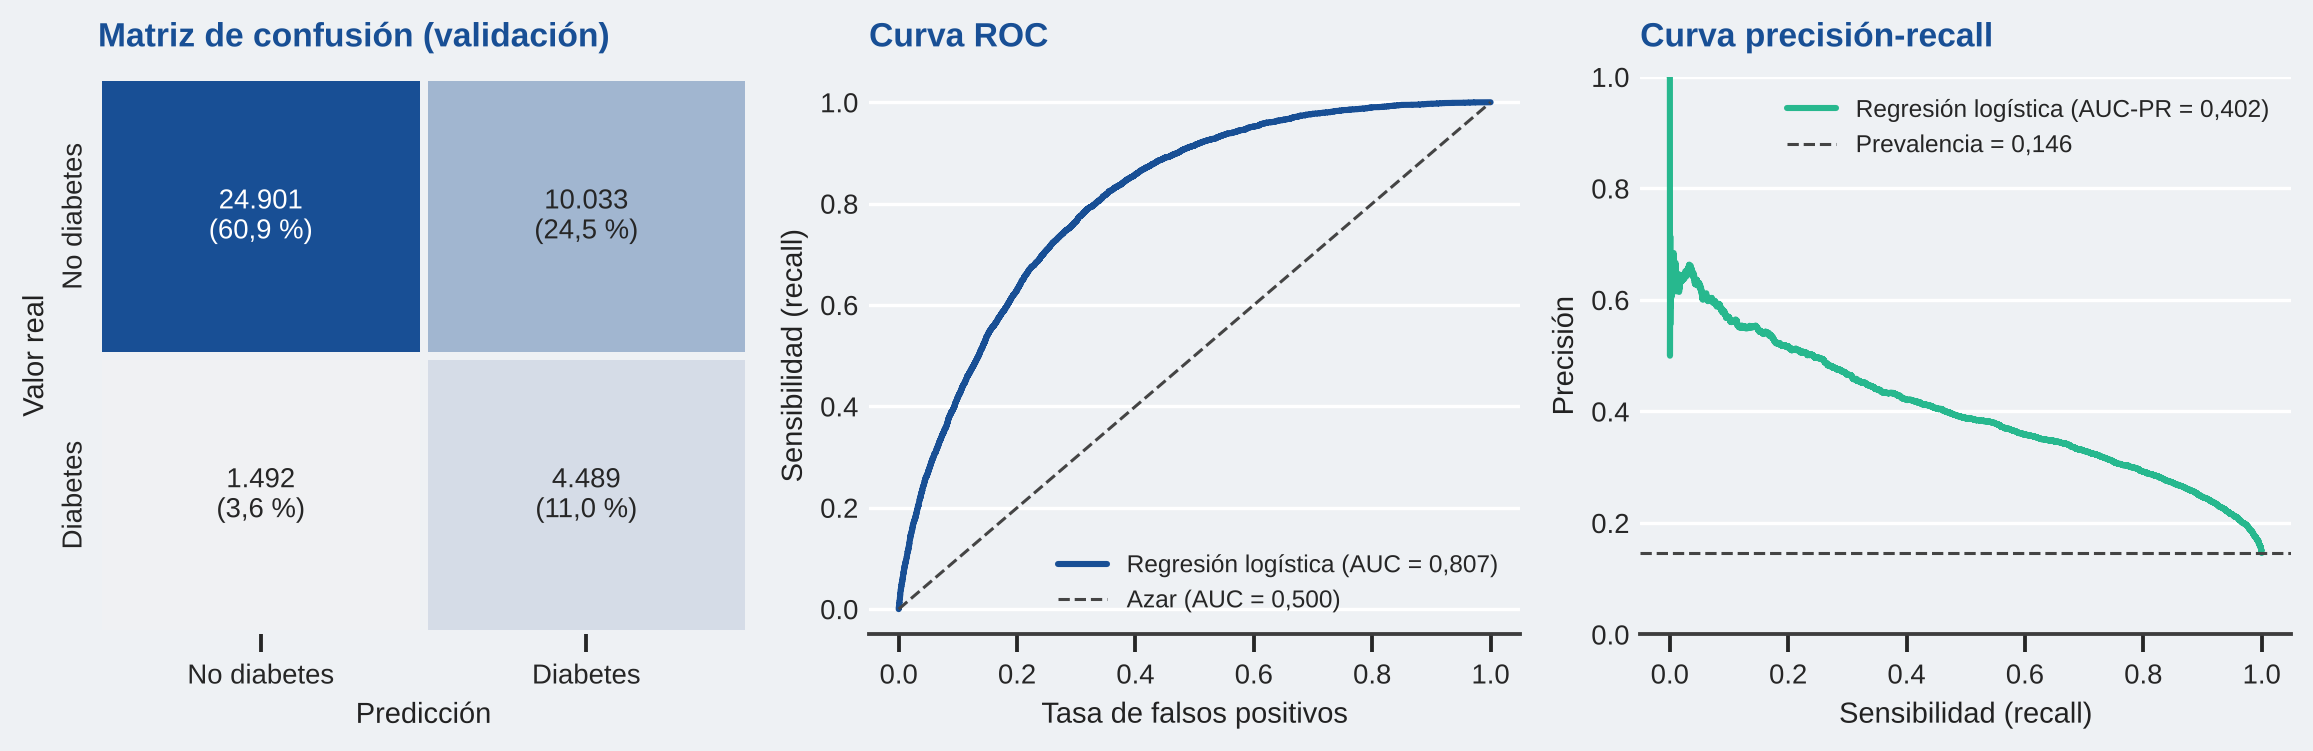 Matriz de confusión (validación)
Valor real
No diabetes
Diabetes
24.901
(60,9 %)
10.033
(24,5 %)
1.492
(3,6 %)
4.489
(11,0 %)
No diabetes
Diabetes
Predicción
Curva ROC
Sensibilidad (recall)
1.0
0.8
0.6
0.4
0.2
0.0
Regresión logística (AUC = 0,807)
Azar (AUC = 0,500)
0.0 0.2 0.4 0.6 0.8 1.0
Tasa de falsos positivos
Curva precisión-recall
Precisión
1.0
0.8
0.6
0.4
0.2
0.0
Regresión logística (AUC-PR = 0,402)
Prevalencia = 0,146
0.0 0.2 0.4 0.6 0.8 1.0
Sensibilidad (recall)